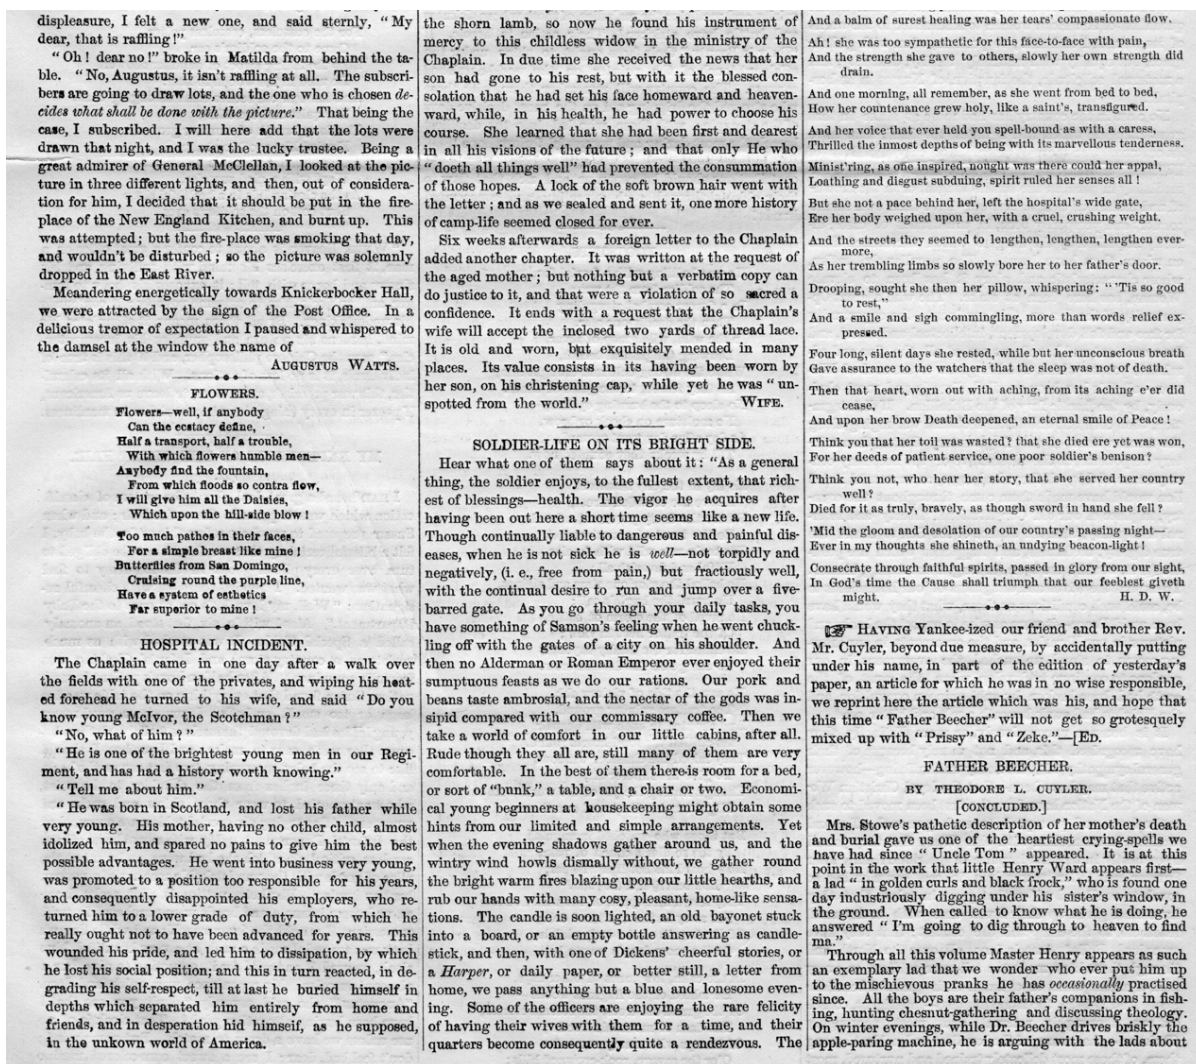 displeasure, I felt a new one, and said sternly, “My
dear, that is raffling!”
“Oh! dear no!” broke in Matilda from behind the ta-
ble. “No, Augustus, it isn't raffling at all. The subscri-
bers are going to draw lots, and the one who is chosen de-
cides what shall be done with the picture.” That being the
case, I subscribed. I will here add that the lots were
drawn that night, and I was the lucky trustee. Being a
great admirer of General McClellan, I looked at the pic-
ture in three different lights, and then, out of considera-
tion for him, I decided that it should be put in the fire-
place of the New England Kitchen, and burnt up. This
was attempted; but the fire-place was smoking that day,
and wouldn't be disturbed; so the picture was solemnly
dropped in the East River.
Meandering energetically towards Knickerbocker Hall,
we were attracted by the sign of the Post Office. In a
delicious tremor of expectation I paused and whispered to
the damsel at the window the name of
AUGUSTUS WATTS.
FLOWERS.
Flowers—well, if anybody
Can the ecstacy define,
Half a transport, half a trouble,
With which flowers humble men—
Anybody find the fountain,
From which floods so contra flow,
I will give him all the Daisies,
Which upon the hill-side blow!
Too much pathos in their faces,
For a simple breast like mine!
Butterflies from San Domingo,
Cruising round the purple line,
Have a system of esthetics
Far superior to mine!
HOSPITAL INCIDENT.
The Chaplain came in one day after a walk over
the fields with one of the privates, and wiping his heat-
ed forehead he turned to his wife, and said “Do you
know young McIvor, the Scotchman?”
“No, what of him?”
“He is one of the brightest young men in our Regi-
ment, and has had a history worth knowing.”
“Tell me about him.”
“He was born in Scotland, and lost his father while
very young. His mother, having no other child, almost
idolized him, and spared no pains to give him the best
possible advantages. He went into business very young,
was promoted to a position too responsible for his years,
and consequently disappointed his employers, who re-
turned him to a lower grade of duty, from which he
really ought not to have been advanced for years. This
wounded his pride, and led him to dissipation, by which
he lost his social position; and this in turn reacted, in de-
grading his self-respect, till at last he buried himself in
depths which separated him entirely from home and
friends, and in desperation hid himself, as he supposed,
in the unkown world of America.
the shorn lamb, so now he found his instrument of
mercy to this childless widow in the ministry of the
Chaplain. In due time she received the news that her
son had gone to his rest, but with it the blessed con-
solation that he had set his face homeward and heaven-
ward, while, in his health, he had power to choose his
course. She learned that she had been first and dearest
in all his visions of the future; and that only He who
“doeth all things well” had prevented the consummation
of those hopes. A lock of the soft brown hair went with
the letter; and as we sealed and sent it, one more history
of camp-life seemed closed for ever.
Six weeks afterwards a foreign letter to the Chaplain
added another chapter. It was written at the request of
the aged mother; but nothing but a verbatim copy can
do justice to it, and that were a violation of so sacred a
confidence. It ends with a request that the Chaplain's
wife will accept the inclosed two yards of thread lace.
It is old and worn, but exquisitely mended in many
places. Its value consists in its having been worn by
her son, on his christening cap, while yet he was “un-
spotted from the world.” WIFE.
SOLDIER-LIFE ON ITS BRIGHT SIDE.
Hear what one of them says about it: “As a general
thing, the soldier enjoys, to the fullest extent, that rich-
est of blessings—health. The vigor he acquires after
having been out here a short time seems like a new life.
Though continually liable to dangerous and painful dis-
eases, when he is not sick he is well—not torpidly and
negatively, (i. e., free from pain,) but fractiously well,
with the continual desire to run and jump over a five-
barred gate. As you go through your daily tasks, you
have something of Samson's feeling when he went chuck-
ling off with the gates of a city on his shoulder. And
then no Alderman or Roman Emperor ever enjoyed their
sumptuous feasts as we do our rations. Our pork and
beans taste ambrosial, and the nectar of the gods was in-
sipid compared with our commissary coffee. Then we
take a world of comfort in our little cabins, after all.
Rude though they all are, still many of them are very
comfortable. In the best of them there-is room for a bed,
or sort of “bunk,” a table, and a chair or two. Economi-
cal young beginners at housekeeping might obtain some
hints from our limited and simple arrangements. Yet
when the evening shadows gather around us, and the
wintry wind howls dismally without, we gather round
the bright warm fires blazing upon our little hearths, and
rub our hands with many cosy, pleasant, home-like sensa-
tions. The candle is soon lighted, an old bayonet stuck
into a board, or an empty bottle answering as candle-
stick, and then, with one of Dickens' cheerful stories, or
a Harper, or daily paper, or better still, a letter from
home, we pass anything but a blue and lonesome even-
ing. Some of the officers are enjoying the rare felicity
of having their wives with them for a time, and their
quarters become consequently quite a rendezvous. The
And a balm of surest healing was her tears' compassionate flow.
Ah! she was too sympathetic for this face-to-face with pain,
And the strength she gave to others, slowly her own strength did
drain.
And one morning, all remember, as she went from bed to bed,
How her countenance grew holy, like a saint's, transfigured.
And her voice that ever held you spell-bound as with a caress,
Thrilled the inmost depths of being with its marvellous tenderness.
Minist'ring, as one inspired, nought was there could her appal,
Loathing and disgust subduing, spirit ruled her senses all!
But she not a pace behind her, left the hospital's wide gate,
Ere her body weighed upon her, with a cruel, crushing weight.
And the streets they seemed to lengthen, lengthen, lengthen ever-
more,
As her trembling limbs so slowly bore her to her father's door.
Drooping, sought she then her pillow, whispering: “'Tis so good
to rest,”
And a smile and sigh commingling, more than words relief ex-
pressed.
Four long, silent days she rested, while but her unconscious breath
Gave assurance to the watchers that the sleep was not of death.
Then that heart, worn out with aching, from its aching e'er did
cease,
And upon her brow Death deepened, an eternal smile of Peace!
Think you that her toil was wasted? that she died ere yet was won,
For her deeds of patient service, one poor soldier's benison?
Think you not, who hear her story, that she served her country
well?
Died for it as truly, bravely, as though sword in hand she fell?
'Mid the gloom and desolation of our country's passing night—
Ever in my thoughts she shineth, an undying beacon-light!
Consecrate through faithful spirits, passed in glory from our sight,
In God's time the Cause shall triumph that our feeblest giveth
might. H. D. W.
☞ HAVING Yankee-ized our friend and brother Rev.
Mr. Cuyler, beyond due measure, by accidentally putting
under his name, in part of the edition of yesterday's
paper, an article for which he was in no wise responsible,
we reprint here the article which was his, and hope that
this time “Father Beecher” will not get so grotesquely
mixed up with “Prissy” and “Zeke.”—[ED.
FATHER BEECHER.
BY THEODORE L. CUYLER.
[CONCLUDED.]
Mrs. Stowe's pathetic description of her mother's death
and burial gave us one of the heartiest crying-spells we
have had since “Uncle Tom” appeared. It is at this
point in the work that little Henry Ward appears first—
a lad “in golden curls and black frock,” who is found one
day industriously digging under his sister's window, in
the ground. When called to know what he is doing, he
answered “I'm going to dig through to heaven to find
ma.”
Through all this volume Master Henry appears as such
an exemplary lad that we wonder who ever put him up
to the mischievous pranks he has occasionally practised
since. All the boys are their father's companions in fish-
ing, hunting chesnut-gathering and discussing theology.
On winter evenings, while Dr. Beecher drives briskly the
apple-paring machine, he is arguing with the lads about